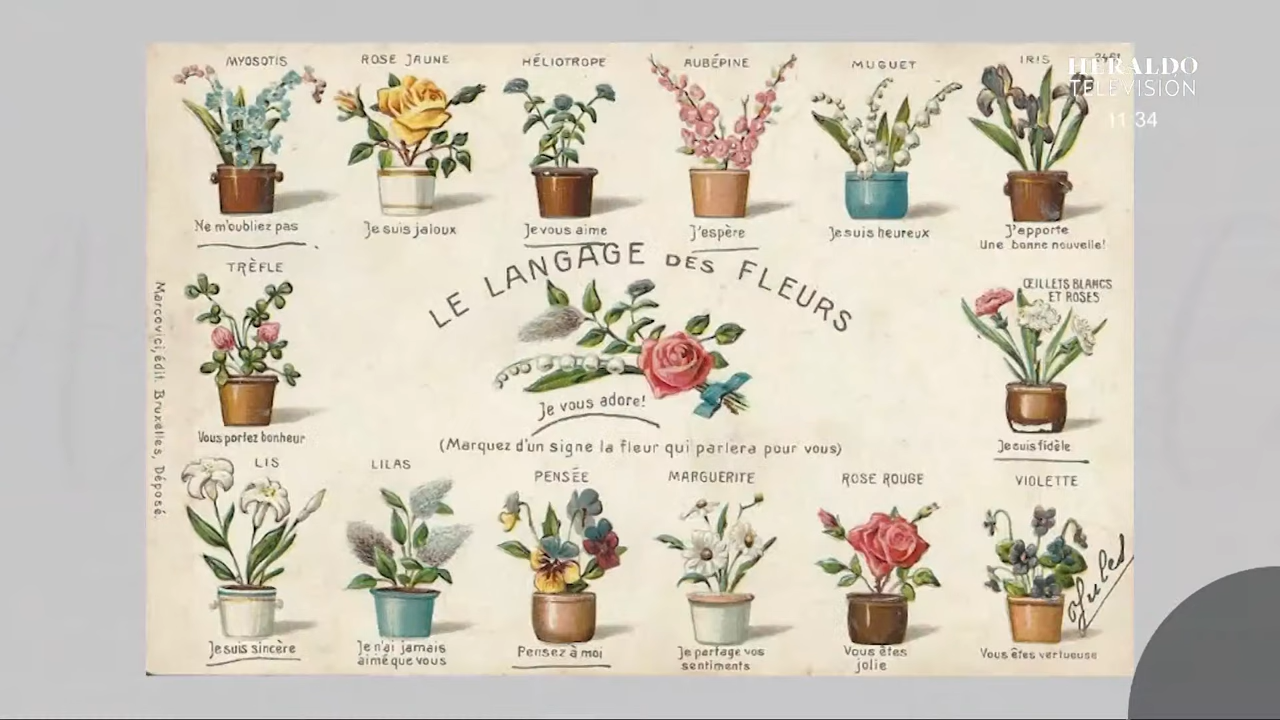 MYOSOTIS
ROSE JAUNE
HÉLIOTROPE
AUBÉPINE
MUGUET
IRIS
HERALDO
TELEVISIÓN
11:34
Ne m'oubliez pas
Je suis jaloux
Je vous aime
J'espère
Je suis heureux
J'apporte
Une bonne nouvelle!
LE LANGAGE DES FLEURS
TRÈFLE
ŒILLETS BLANCS
ET ROSES
Marcovici, édit. Bruxelles, Déposé.
Je vous adore!
Vous portez bonheur
(Marquez d'un signe la fleur qui parlera pour vous)
Je suis fidèle
LIS
LILAS
PENSÉE
MARGUERITE
ROSE ROUGE
VIOLETTE
Jules
Je suis sincère
Je n'ai jamais
aimé que vous
Pensez à moi
Je partage vos
sentiments
Vous êtes
jolie
Vous êtes vertueuse